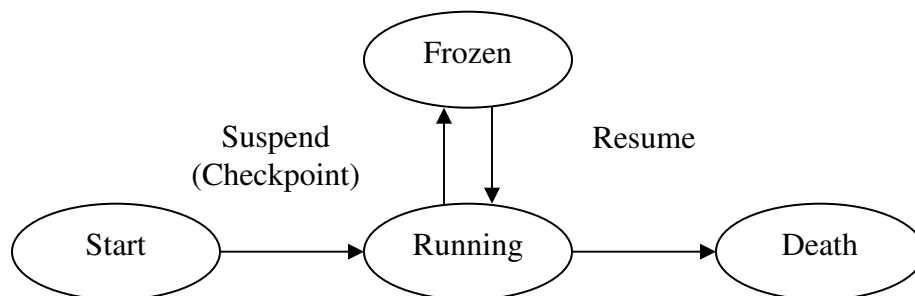 Frozen
Suspend
(Checkpoint)
Resume
Start
Running
Death